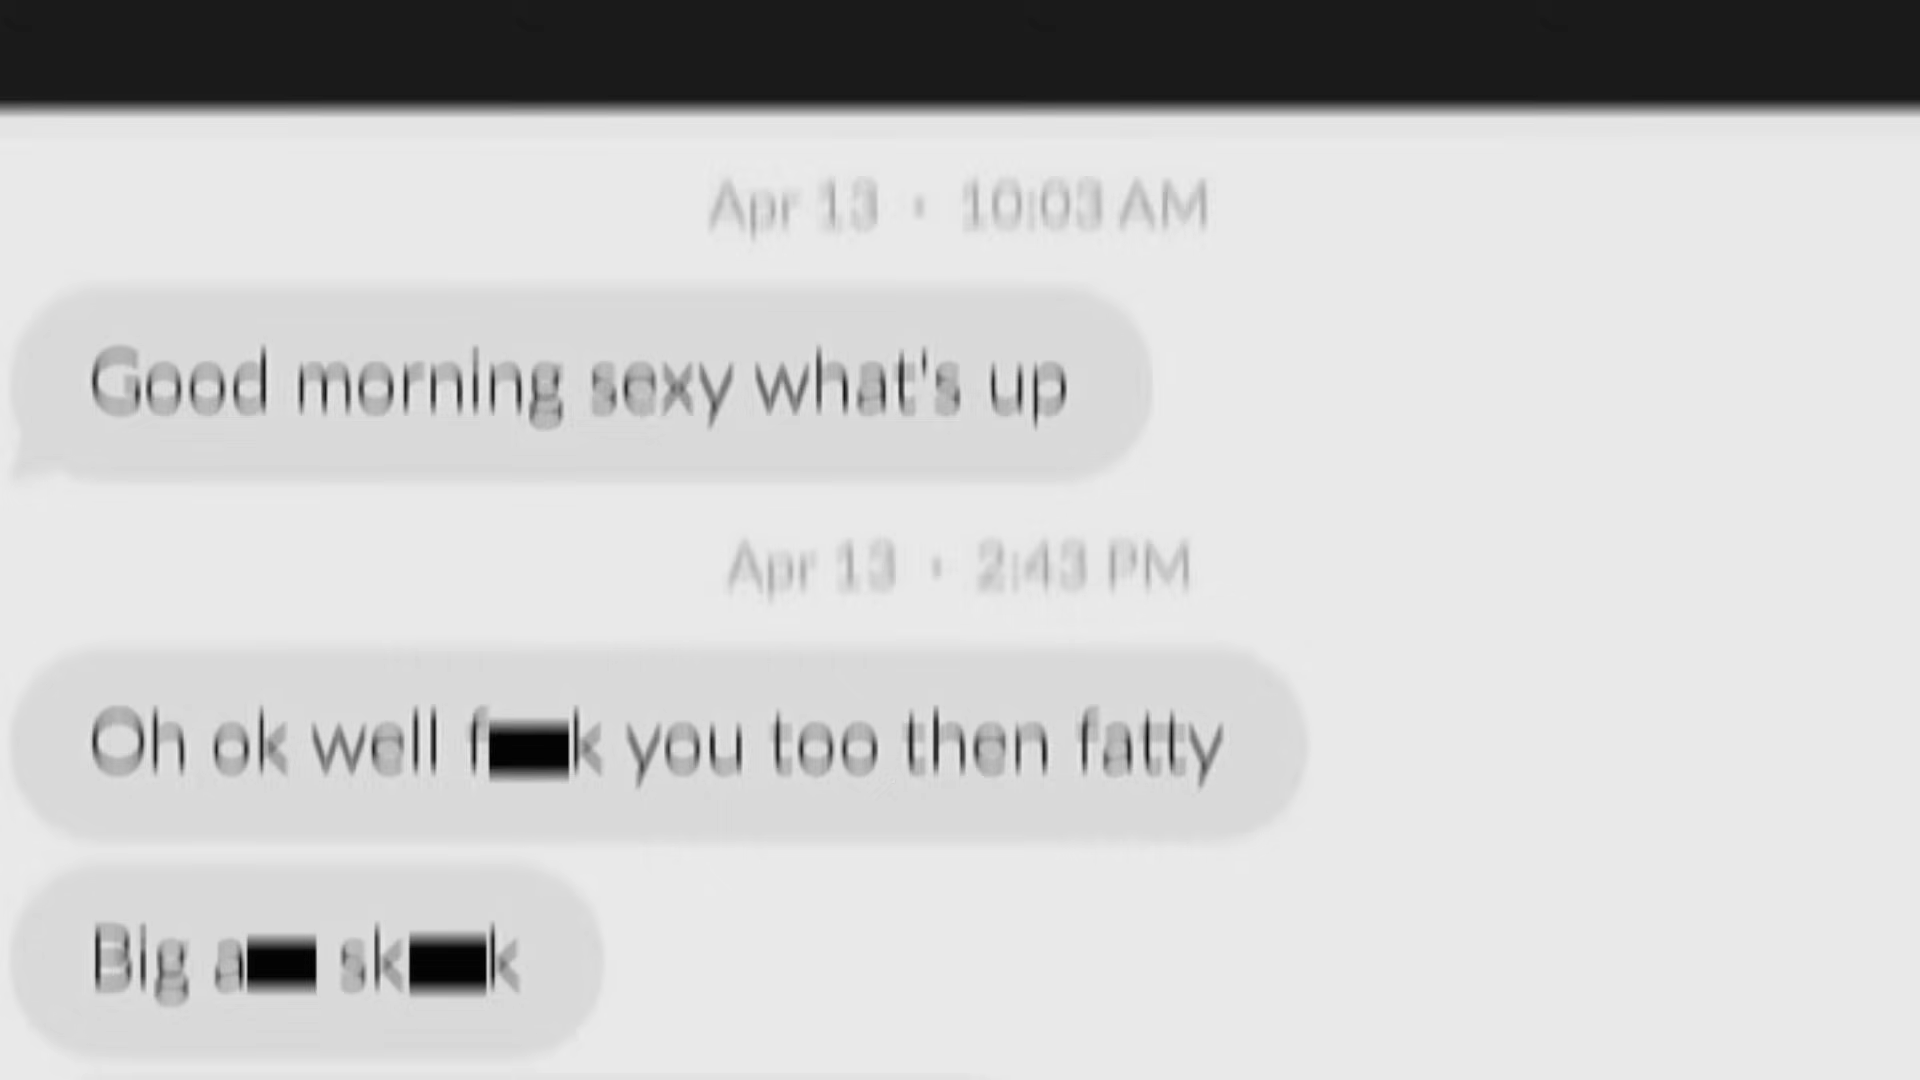 Apr 13 · 10:03 AM
Good morning sexy what's up
Apr 13 · 2:43 PM
Oh ok well f██k you too then fatty
Big a██ sk██k